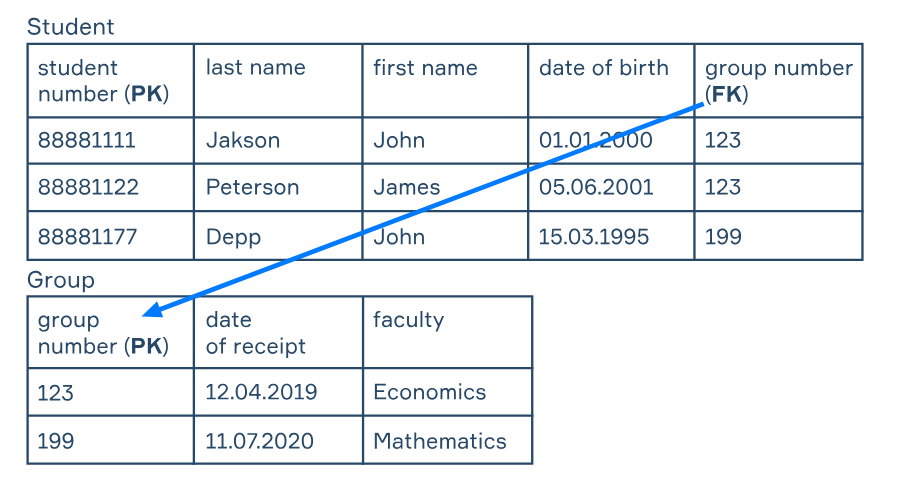 Student
student number (PK) last name first name date of birth group number (FK)
88881111 Jakson John 01.01.2000 123
88881122 Peterson James 05.06.2001 123
88881177 Depp John 15.03.1995 199
Group
group number (PK) date of receipt faculty
123 12.04.2019 Economics
199 11.07.2020 Mathematics